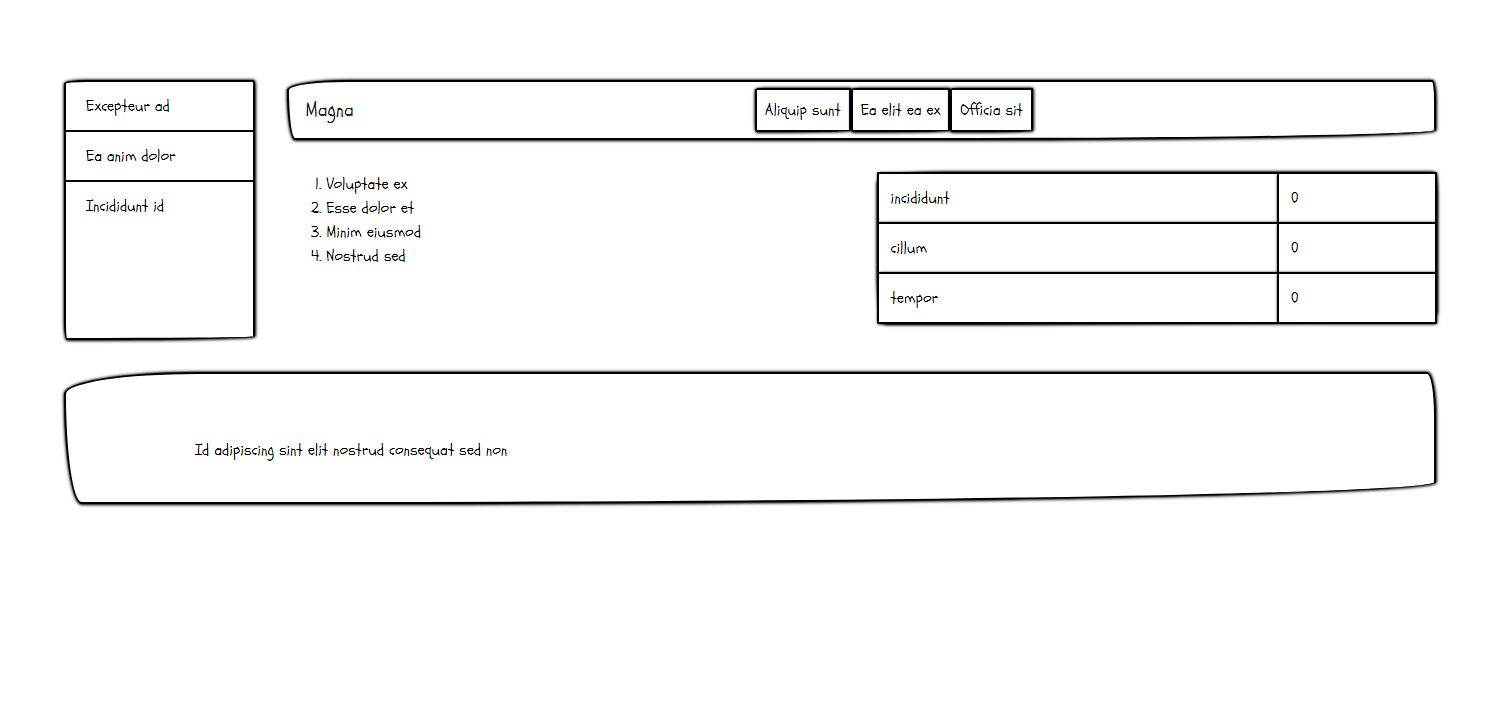 Excepteur ad
Ea anim dolor
Incididunt id
Magna
Aliquip sunt
Ea elit ea ex
Officia sit
1. Voluptate ex
2. Esse dolor et
3. Minim eiusmod
4. Nostrud sed
incididunt 0
cillum 0
tempor 0
Id adipiscing sint elit nostrud consequat sed non